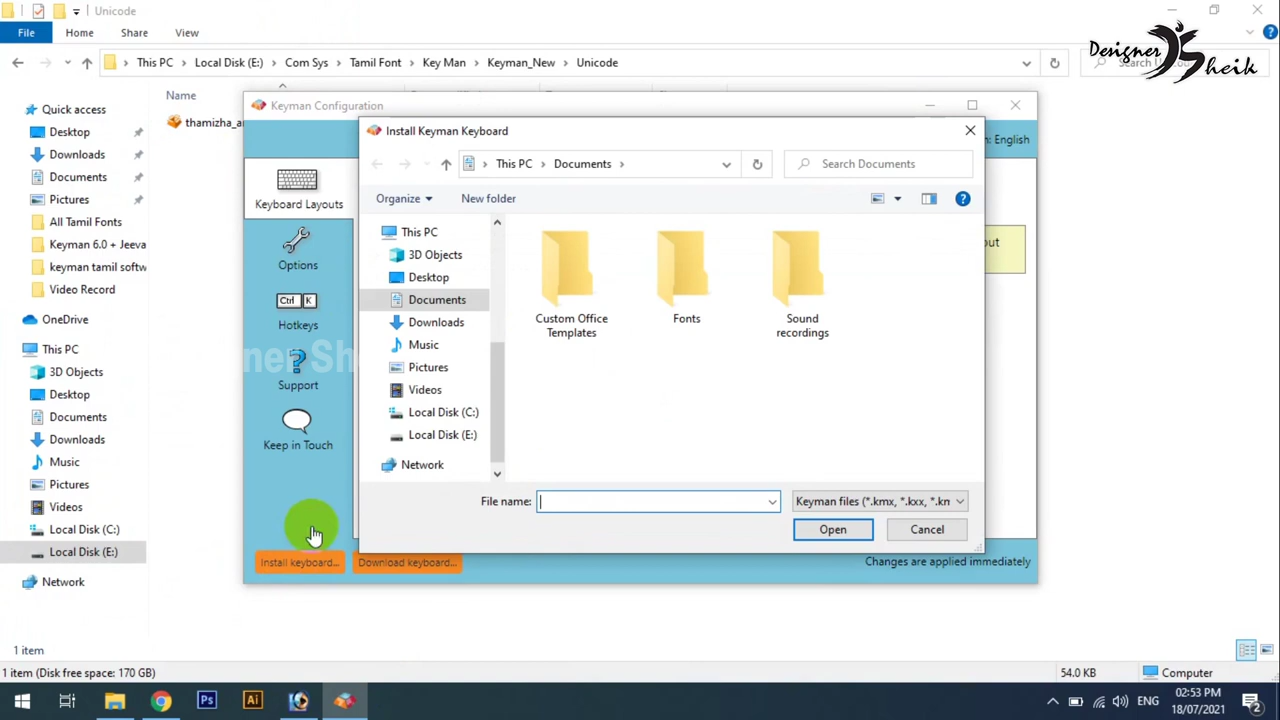 Unicode
File Home Share View
This PC Local Disk (E:) Com Sys Tamil Font Key Man Keyman_New Unicode
Designer Sheik
Quick access
Desktop
Downloads
Documents
Pictures
All Tamil Fonts
Keyman 6.0 + Jeeva
keyman tamil softw
Video Record
OneDrive
This PC
3D Objects
Desktop
Documents
Downloads
Music
Pictures
Videos
Local Disk (C:)
Local Disk (E:)
Network
Name
thamizha_an
Keyman Configuration
English
Keyboard Layouts
Options
Ctrl K
Hotkeys
Support
Keep in Touch
Install keyboard...
Download keyboard...
Changes are applied immediately
Install Keyman Keyboard
This PC Documents
Search Documents
Organize New folder
This PC
3D Objects
Desktop
Documents
Downloads
Music
Pictures
Videos
Local Disk (C:)
Local Disk (E:)
Network
Custom Office
Templates
Fonts
Sound
recordings
File name:
Keyman files (*.kmx, *.kxx, *.kn
Open Cancel
out
1 item
1 item (Disk free space: 170 GB)
54.0 KB
Computer
Ps
Ai
ENG
02:53 PM
18/07/2021
2